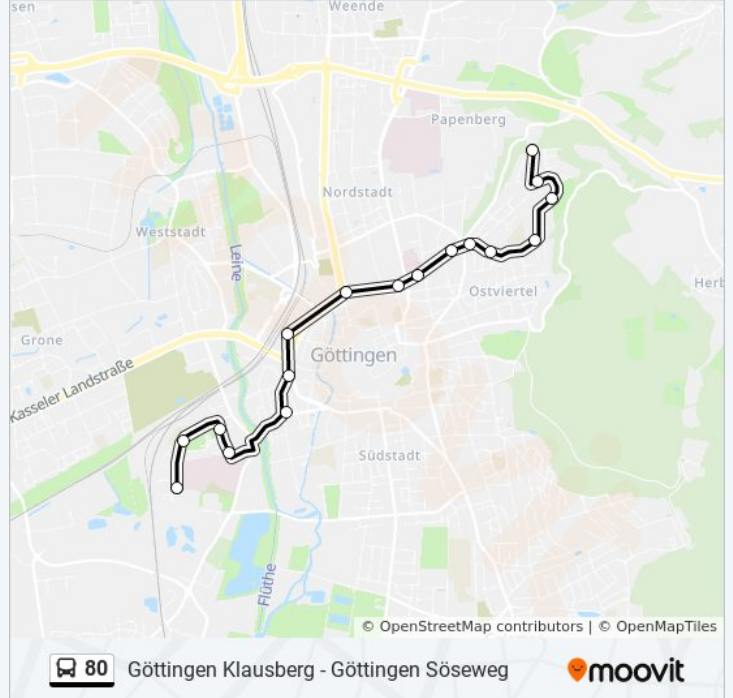 sen
Weende
Papenberg
Nordstadt
Weststadt
Leine
Ostviertel
Herb
Grone
Göttingen
Kasseler Landstraße
Südstadt
Flüthe
© OpenStreetMap contributors | © OpenMapTiles
80 Göttingen Klausberg - Göttingen Söseweg moovit